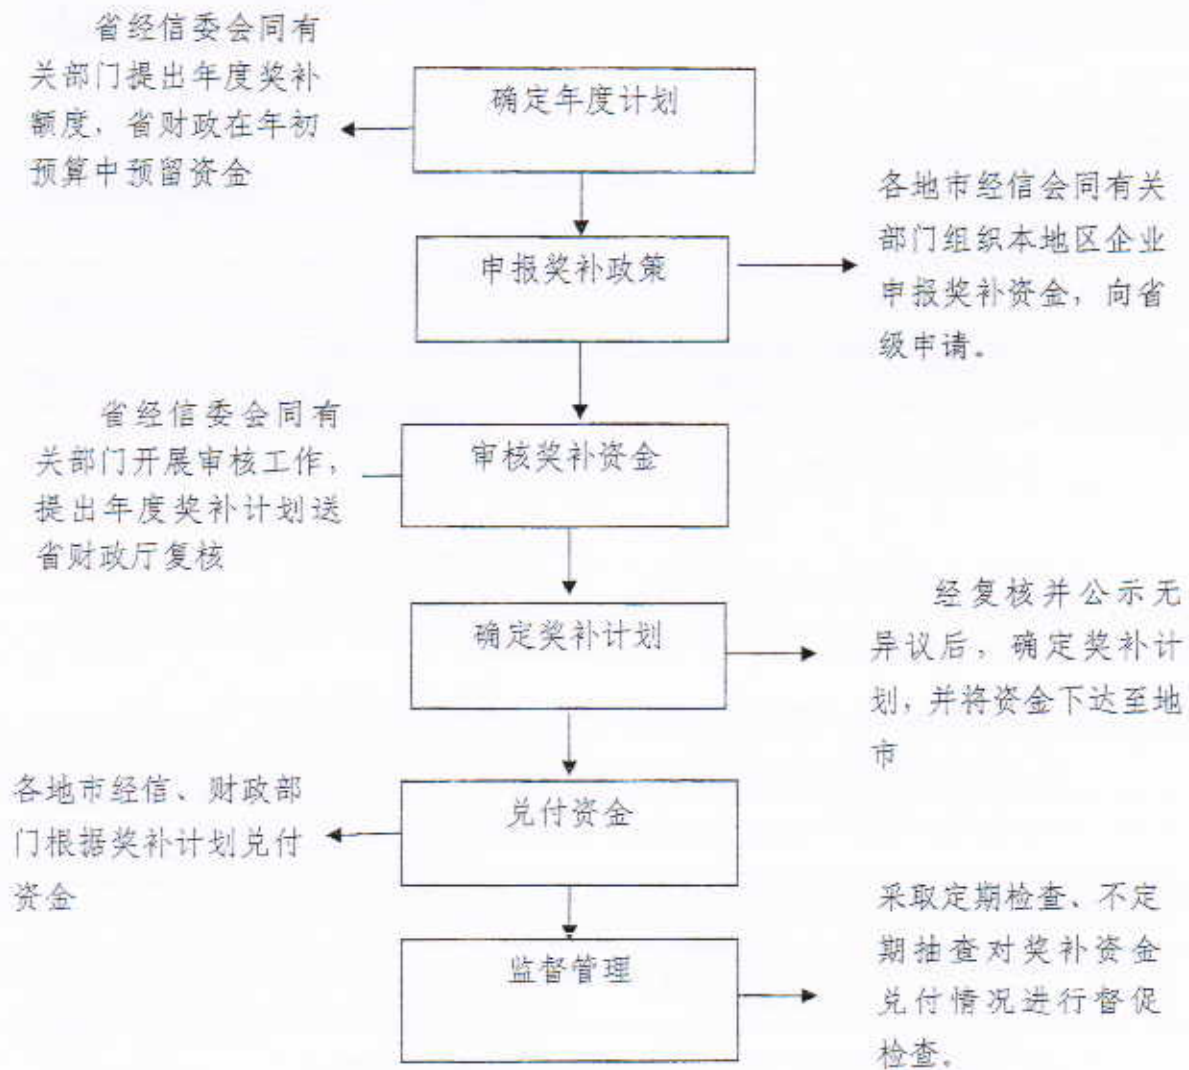 省经信委会同有
关部门提出年度奖补
额度，省财政在年初
预算中预留资金
确定年度计划
申报奖补政策
各地市经信会同有关
部门组织本地区企业
申报奖补资金，向省
级申请。
省经信委会同有
关部门开展审核工作，
提出年度奖补计划送
省财政厅复核
审核奖补资金
确定奖补计划
经复核并公示无
异议后，确定奖补计
划，并将资金下达至地
市
各地市经信、财政部
门根据奖补计划兑付
资金
兑付资金
监督管理
采取定期检查、不定
期抽查对奖补资金
兑付情况进行督促
检查。